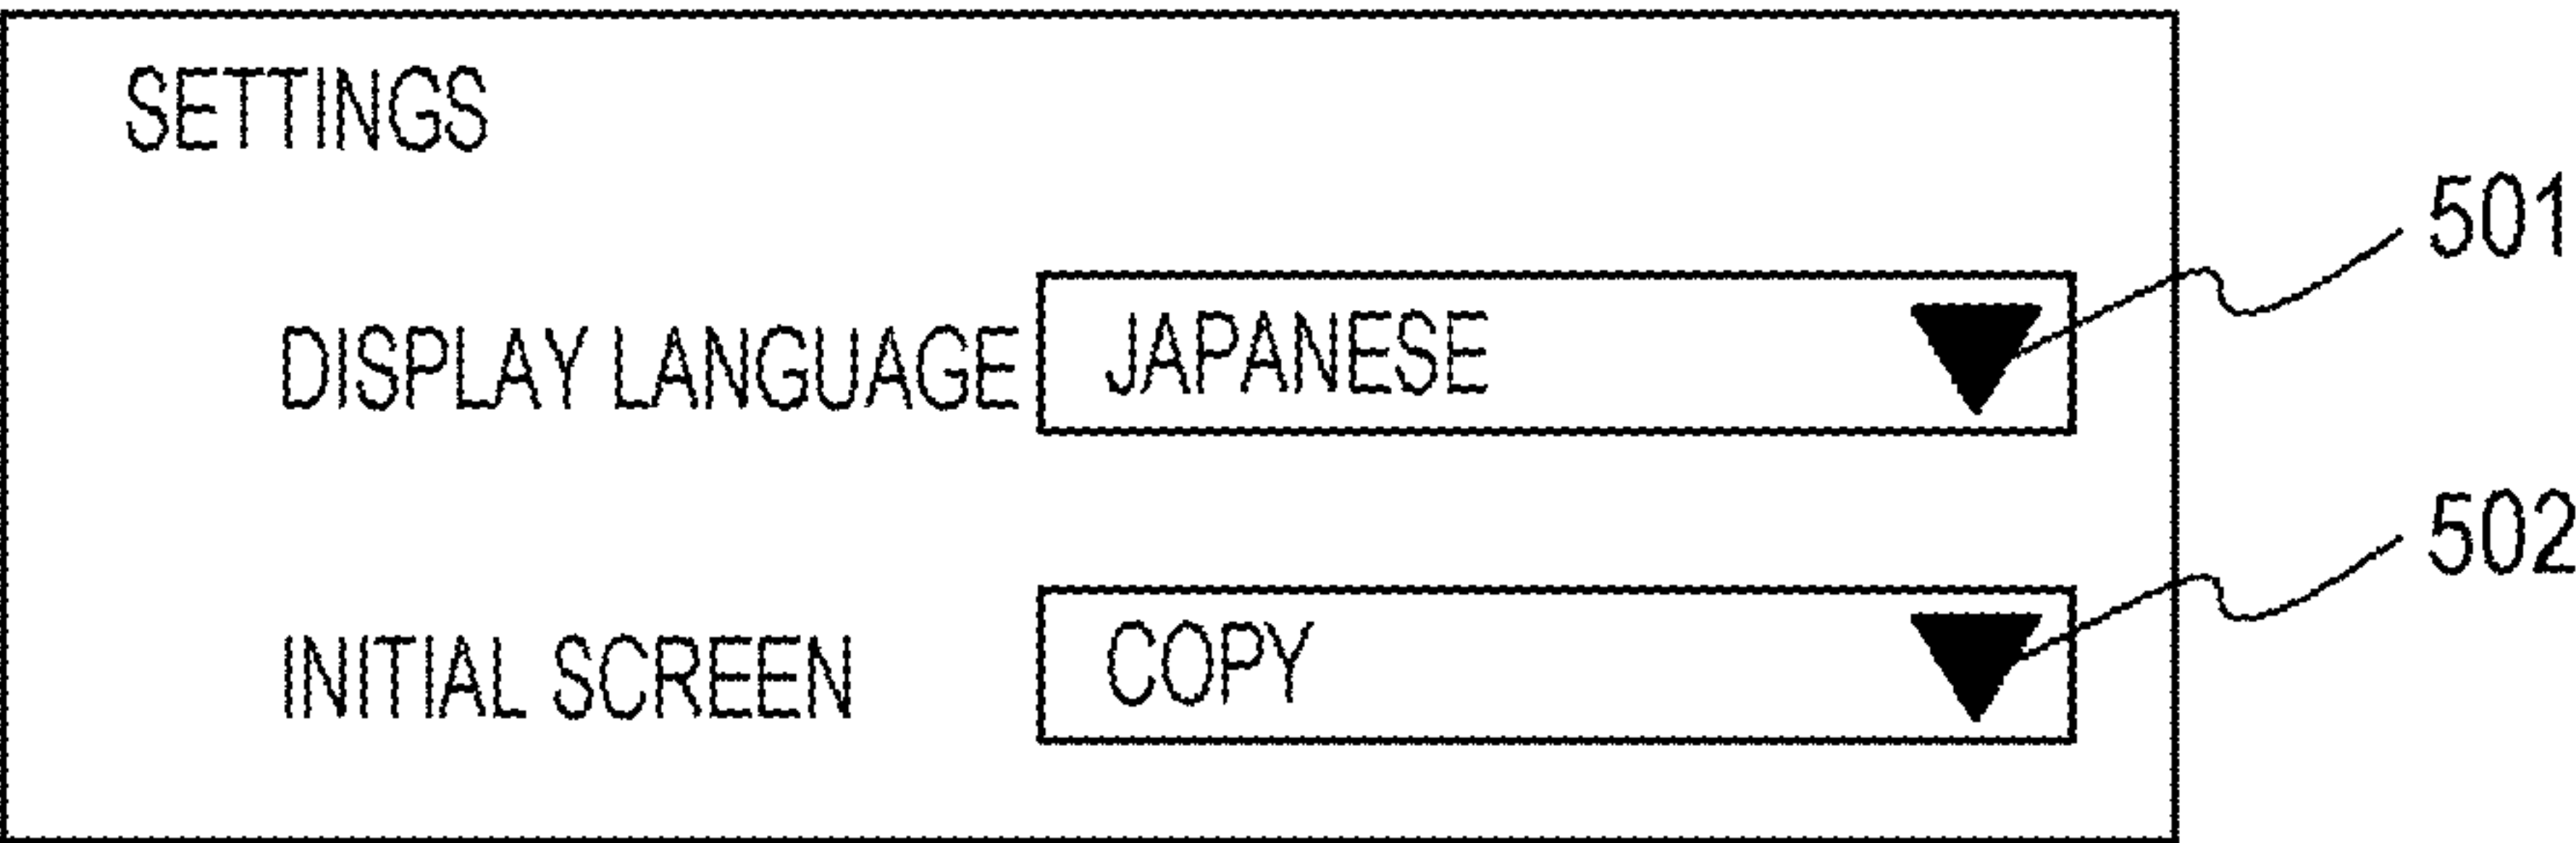 SETTINGS
501
DISPLAY LANGUAGE JAPANESE
502
INITIAL SCREEN COPY